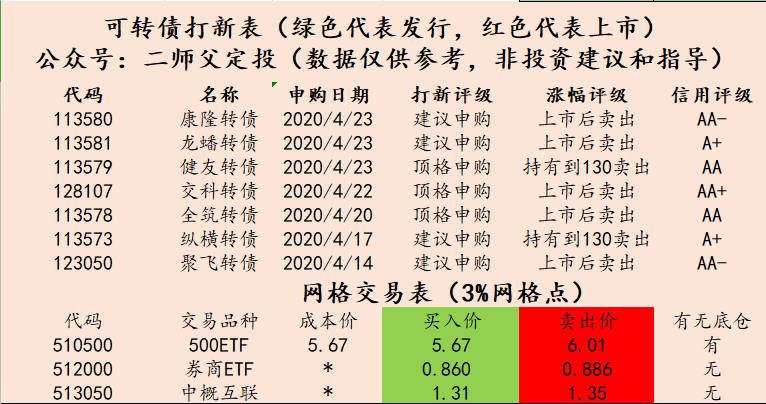 可转债打新表（绿色代表发行，红色代表上市）
公众号：二师父定投（数据仅供参考，非投资建议和指导）
代码 名称 申购日期 打新评级 涨幅评级 信用评级
113580 康隆转债 2020/4/23 建议申购 上市后卖出 AA-
113581 龙蟠转债 2020/4/23 建议申购 上市后卖出 A+
113579 健友转债 2020/4/23 顶格申购 持有到130卖出 AA
128107 交科转债 2020/4/22 顶格申购 上市后卖出 AA+
113578 全筑转债 2020/4/20 顶格申购 上市后卖出 AA
113573 纵横转债 2020/4/17 建议申购 持有到130卖出 A+
123050 聚飞转债 2020/4/14 建议申购 上市后卖出 AA-
网格交易表（3%网格点）
代码 交易品种 成本价 买入价 卖出价 有无底仓
510500 500ETF 5.67 5.67 6.01 有
512000 券商ETF * 0.860 0.886 无
513050 中概互联 * 1.31 1.35 无